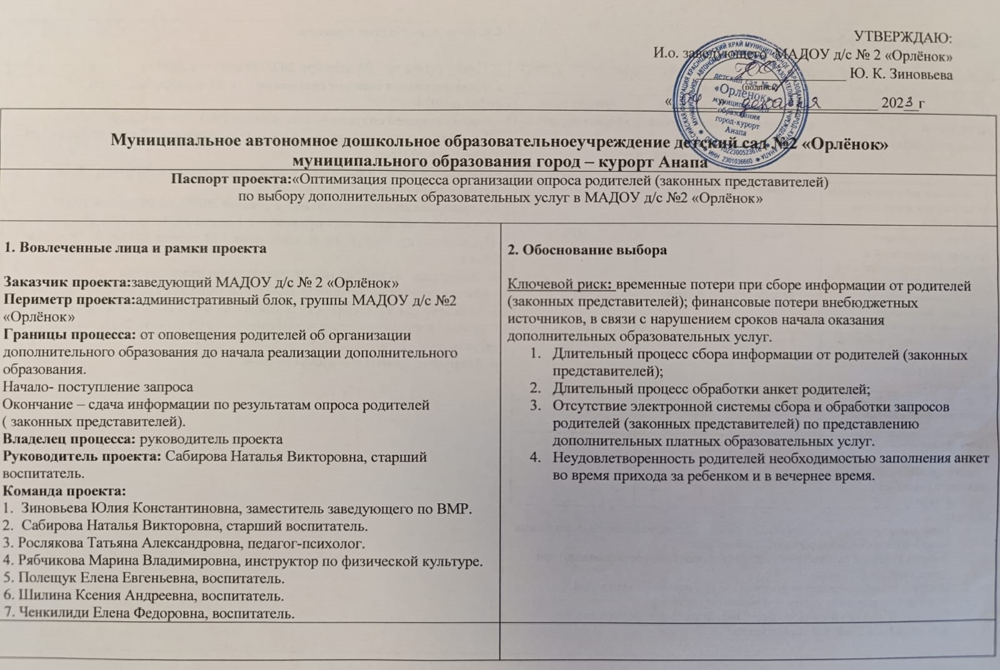 УТВЕРЖДАЮ:
И.о. заведующего МАДОУ д/с № 2 «Орлёнок»
Ю. К. Зиновьева
(подпись)
« декабря 2023 г
детский сад № 2
«Орлёнок»
муниципального
образования
город-курорт
Анапа
ИНН 2301036660
Муниципальное автономное дошкольное образовательноеучреждение детский сад №2 «Орлёнок»
муниципального образования город – курорт Анапа
Паспорт проекта:«Оптимизация процесса организации опроса родителей (законных представителей)
по выбору дополнительных образовательных услуг в МАДОУ д/с №2 «Орлёнок»
1. Вовлеченные лица и рамки проекта
Заказчик проекта:заведующий МАДОУ д/с № 2 «Орлёнок»
Периметр проекта:административный блок, группы МАДОУ д/с №2
«Орлёнок»
Границы процесса: от оповещения родителей об организации
дополнительного образования до начала реализации дополнительного
образования.
Начало- поступление запроса
Окончание – сдача информации по результатам опроса родителей
( законных представителей).
Владелец процесса: руководитель проекта
Руководитель проекта: Сабирова Наталья Викторовна, старший
воспитатель.
Команда проекта:
1. Зиновьева Юлия Константиновна, заместитель заведующего по ВМР.
2. Сабирова Наталья Викторовна, старший воспитатель.
3. Рослякова Татьяна Александровна, педагог-психолог.
4. Рябчикова Марина Владимировна, инструктор по физической культуре.
5. Полещук Елена Евгеньевна, воспитатель.
6. Шилина Ксения Андреевна, воспитатель.
7. Ченкилиди Елена Федоровна, воспитатель.
2. Обоснование выбора
Ключевой риск: временные потери при сборе информации от родителей
(законных представителей); финансовые потери внебюджетных
источников, в связи с нарушением сроков начала оказания
дополнительных образовательных услуг.
1. Длительный процесс сбора информации от родителей (законных
представителей);
2. Длительный процесс обработки анкет родителей;
3. Отсутствие электронной системы сбора и обработки запросов
родителей (законных представителей) по представлению
дополнительных платных образовательных услуг.
4. Неудовлетворенность родителей необходимостью заполнения анкет
во время прихода за ребенком и в вечернее время.